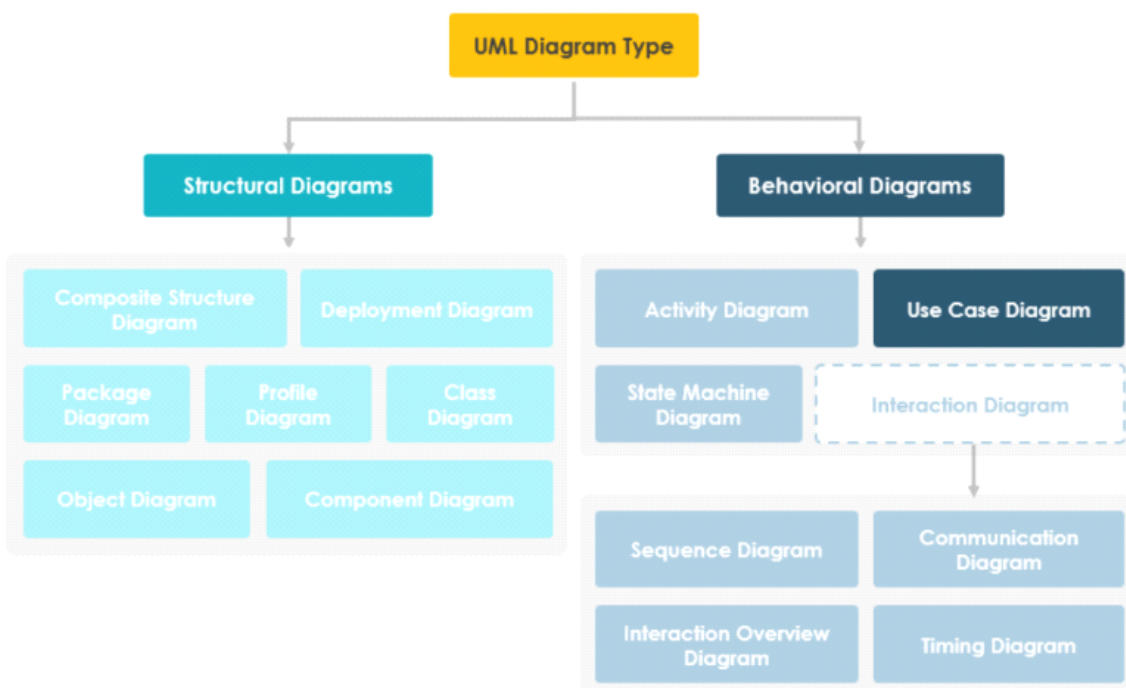 UML Diagram Type
Structural Diagrams
Behavioral Diagrams
Composite Structure
Diagram
Deployment Diagram
Package
Diagram
Profile
Diagram
Class
Diagram
Object Diagram
Component Diagram
Activity Diagram
Use Case Diagram
State Machine
Diagram
Interaction Diagram
Sequence Diagram
Communication
Diagram
Interaction Overview
Diagram
Timing Diagram